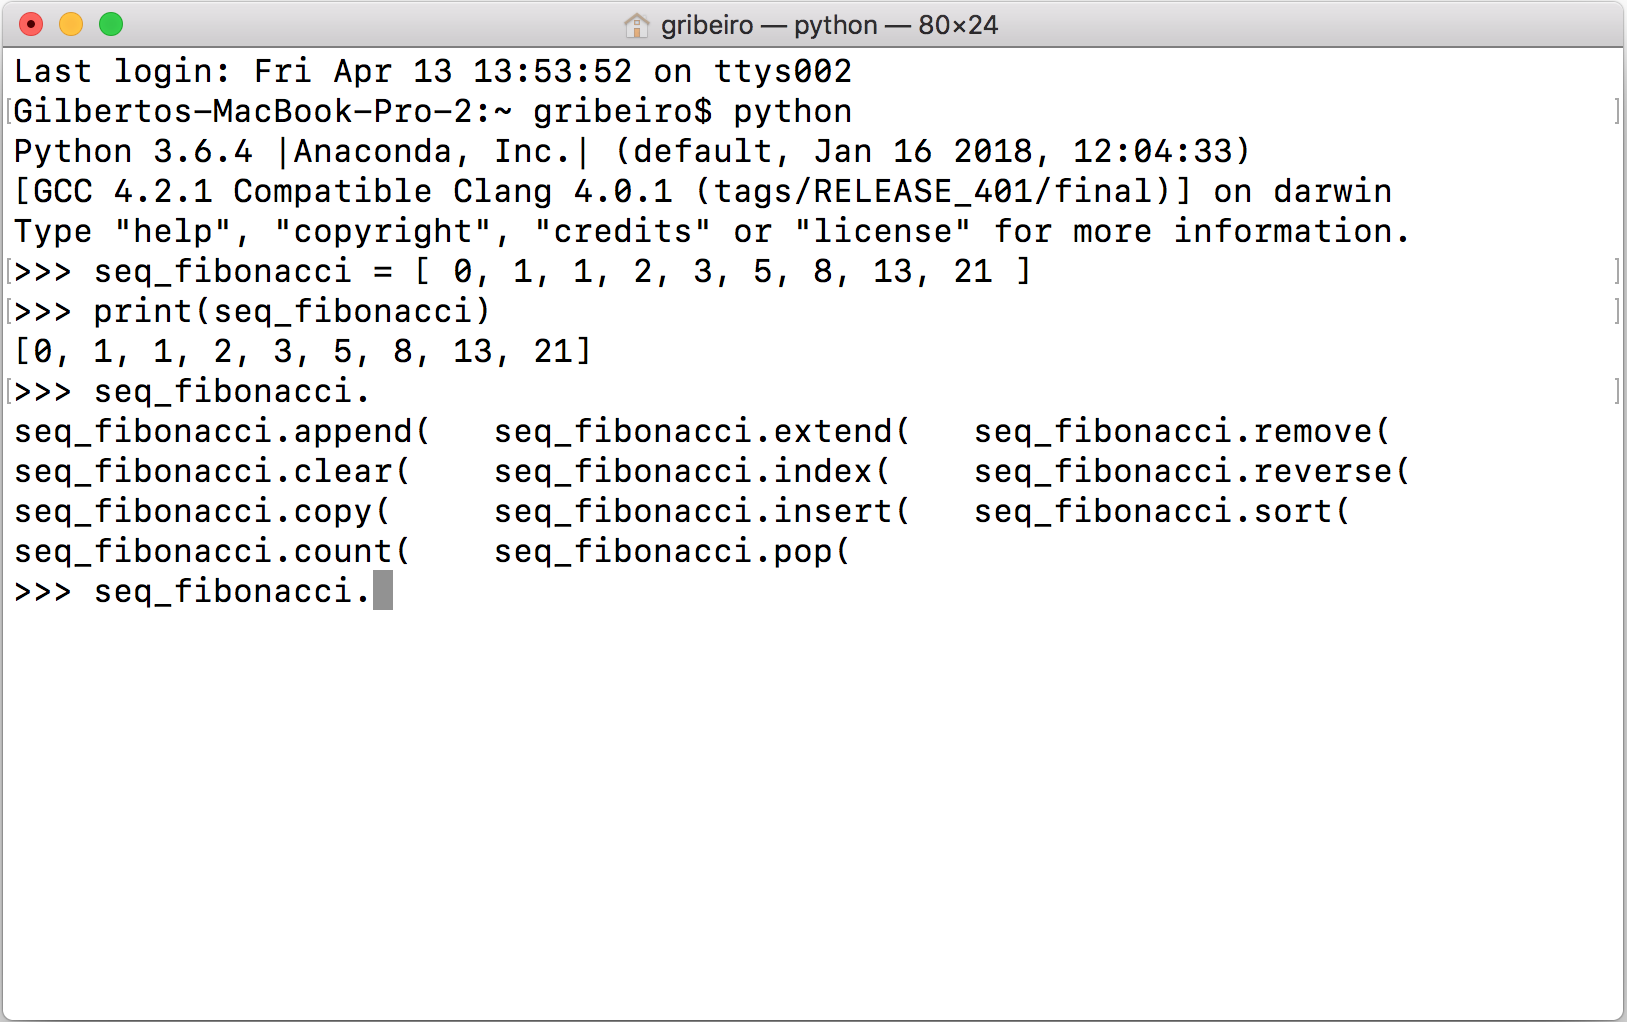 gribeiro — python — 80×24
Last login: Fri Apr 13 13:53:52 on ttys002
[Gilbertos-MacBook-Pro-2:~ gribeiro$ python ]
Python 3.6.4 |Anaconda, Inc.| (default, Jan 16 2018, 12:04:33)
[GCC 4.2.1 Compatible Clang 4.0.1 (tags/RELEASE_401/final)] on darwin
Type "help", "copyright", "credits" or "license" for more information.
[>>> seq_fibonacci = [ 0, 1, 1, 2, 3, 5, 8, 13, 21 ] ]
[>>> print(seq_fibonacci) ]
[0, 1, 1, 2, 3, 5, 8, 13, 21]
[>>> seq_fibonacci. ]
seq_fibonacci.append(   seq_fibonacci.extend(   seq_fibonacci.remove(
seq_fibonacci.clear(    seq_fibonacci.index(    seq_fibonacci.reverse(
seq_fibonacci.copy(     seq_fibonacci.insert(   seq_fibonacci.sort(
seq_fibonacci.count(    seq_fibonacci.pop(
>>> seq_fibonacci.